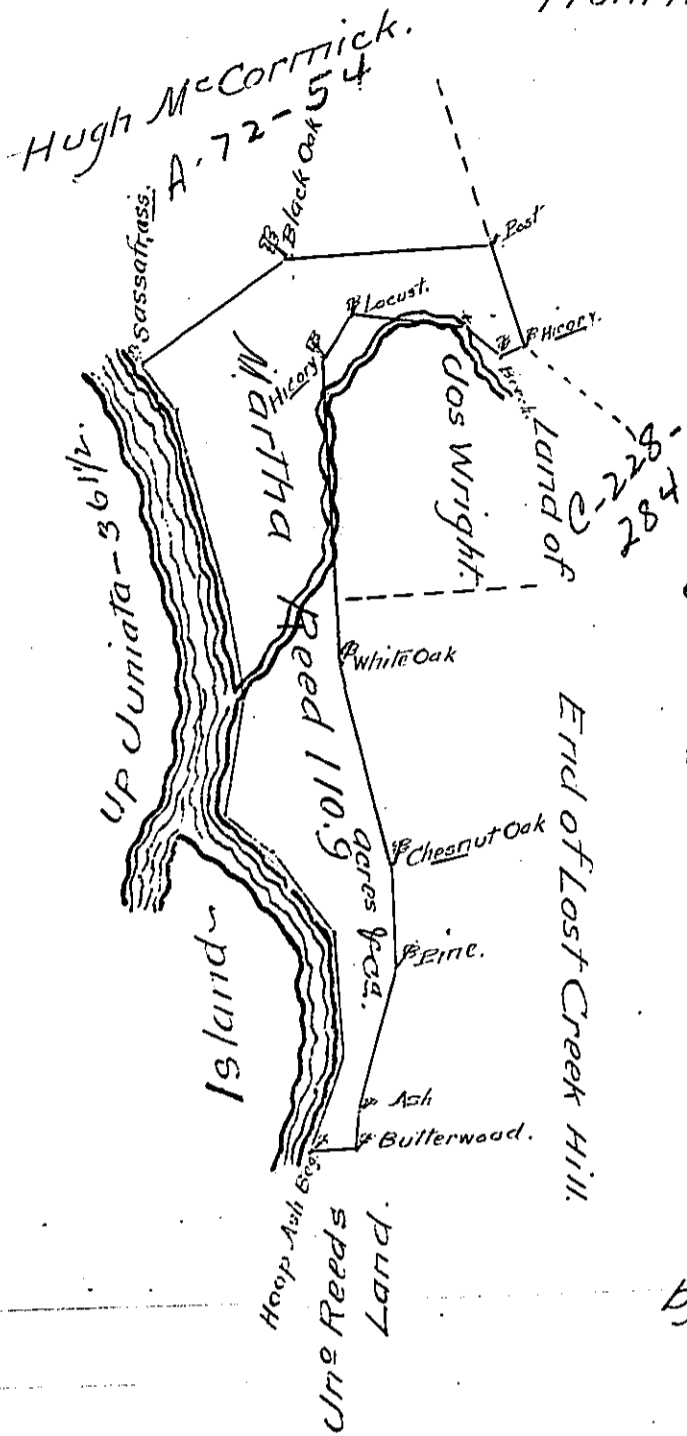 Hugh McCormick.
A-72-54
Sassafrass.
Black Oak
Post
Locust.
Hicory
Hicory.
Birch
Land of
Jos Wright.
C-228-
284
Up Juniata-361½.
Martha Reed 110.9
acres & ca.
White Oak
Chesnut Oak
Pine.
End of Lost Creek Hill.
Island
Ash
Butterwood.
Hoop Ash Beg.
Jno Reeds
Land.